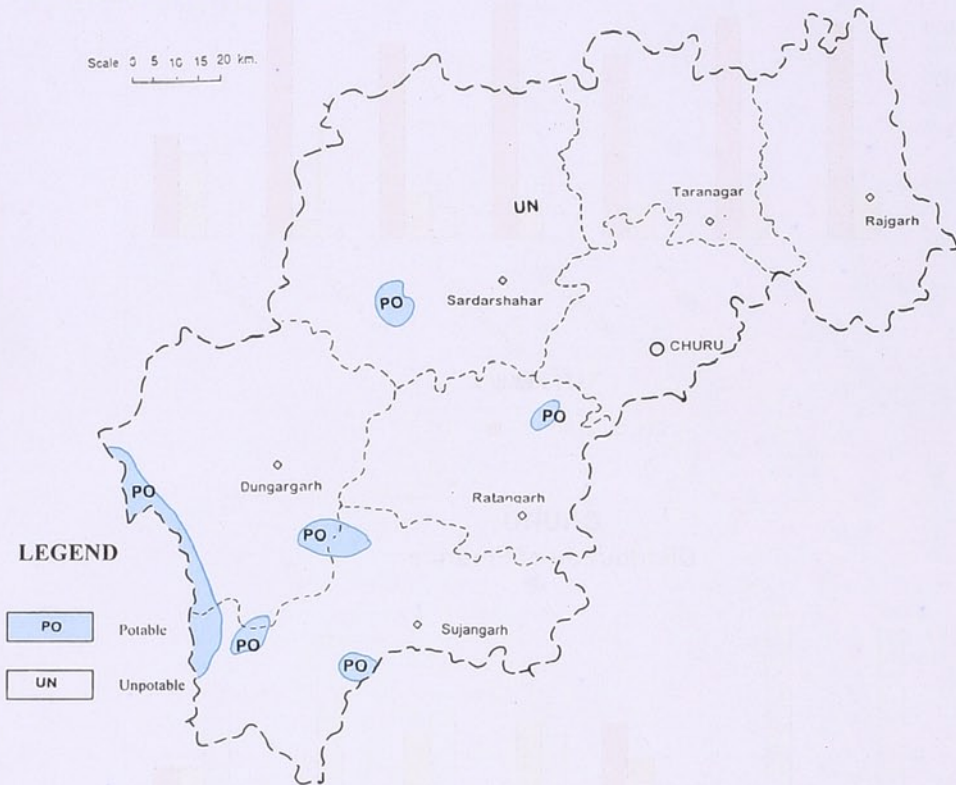 Scale 0 5 10 15 20 km.
Taranagar
UN
Rajgarh
PO
Sardarshahar
CHURU
PO
Dungargarh
PO
Ratangarh
PO
LEGEND
PO Potable
Sujangarh
PO
PO
UN Unpotable